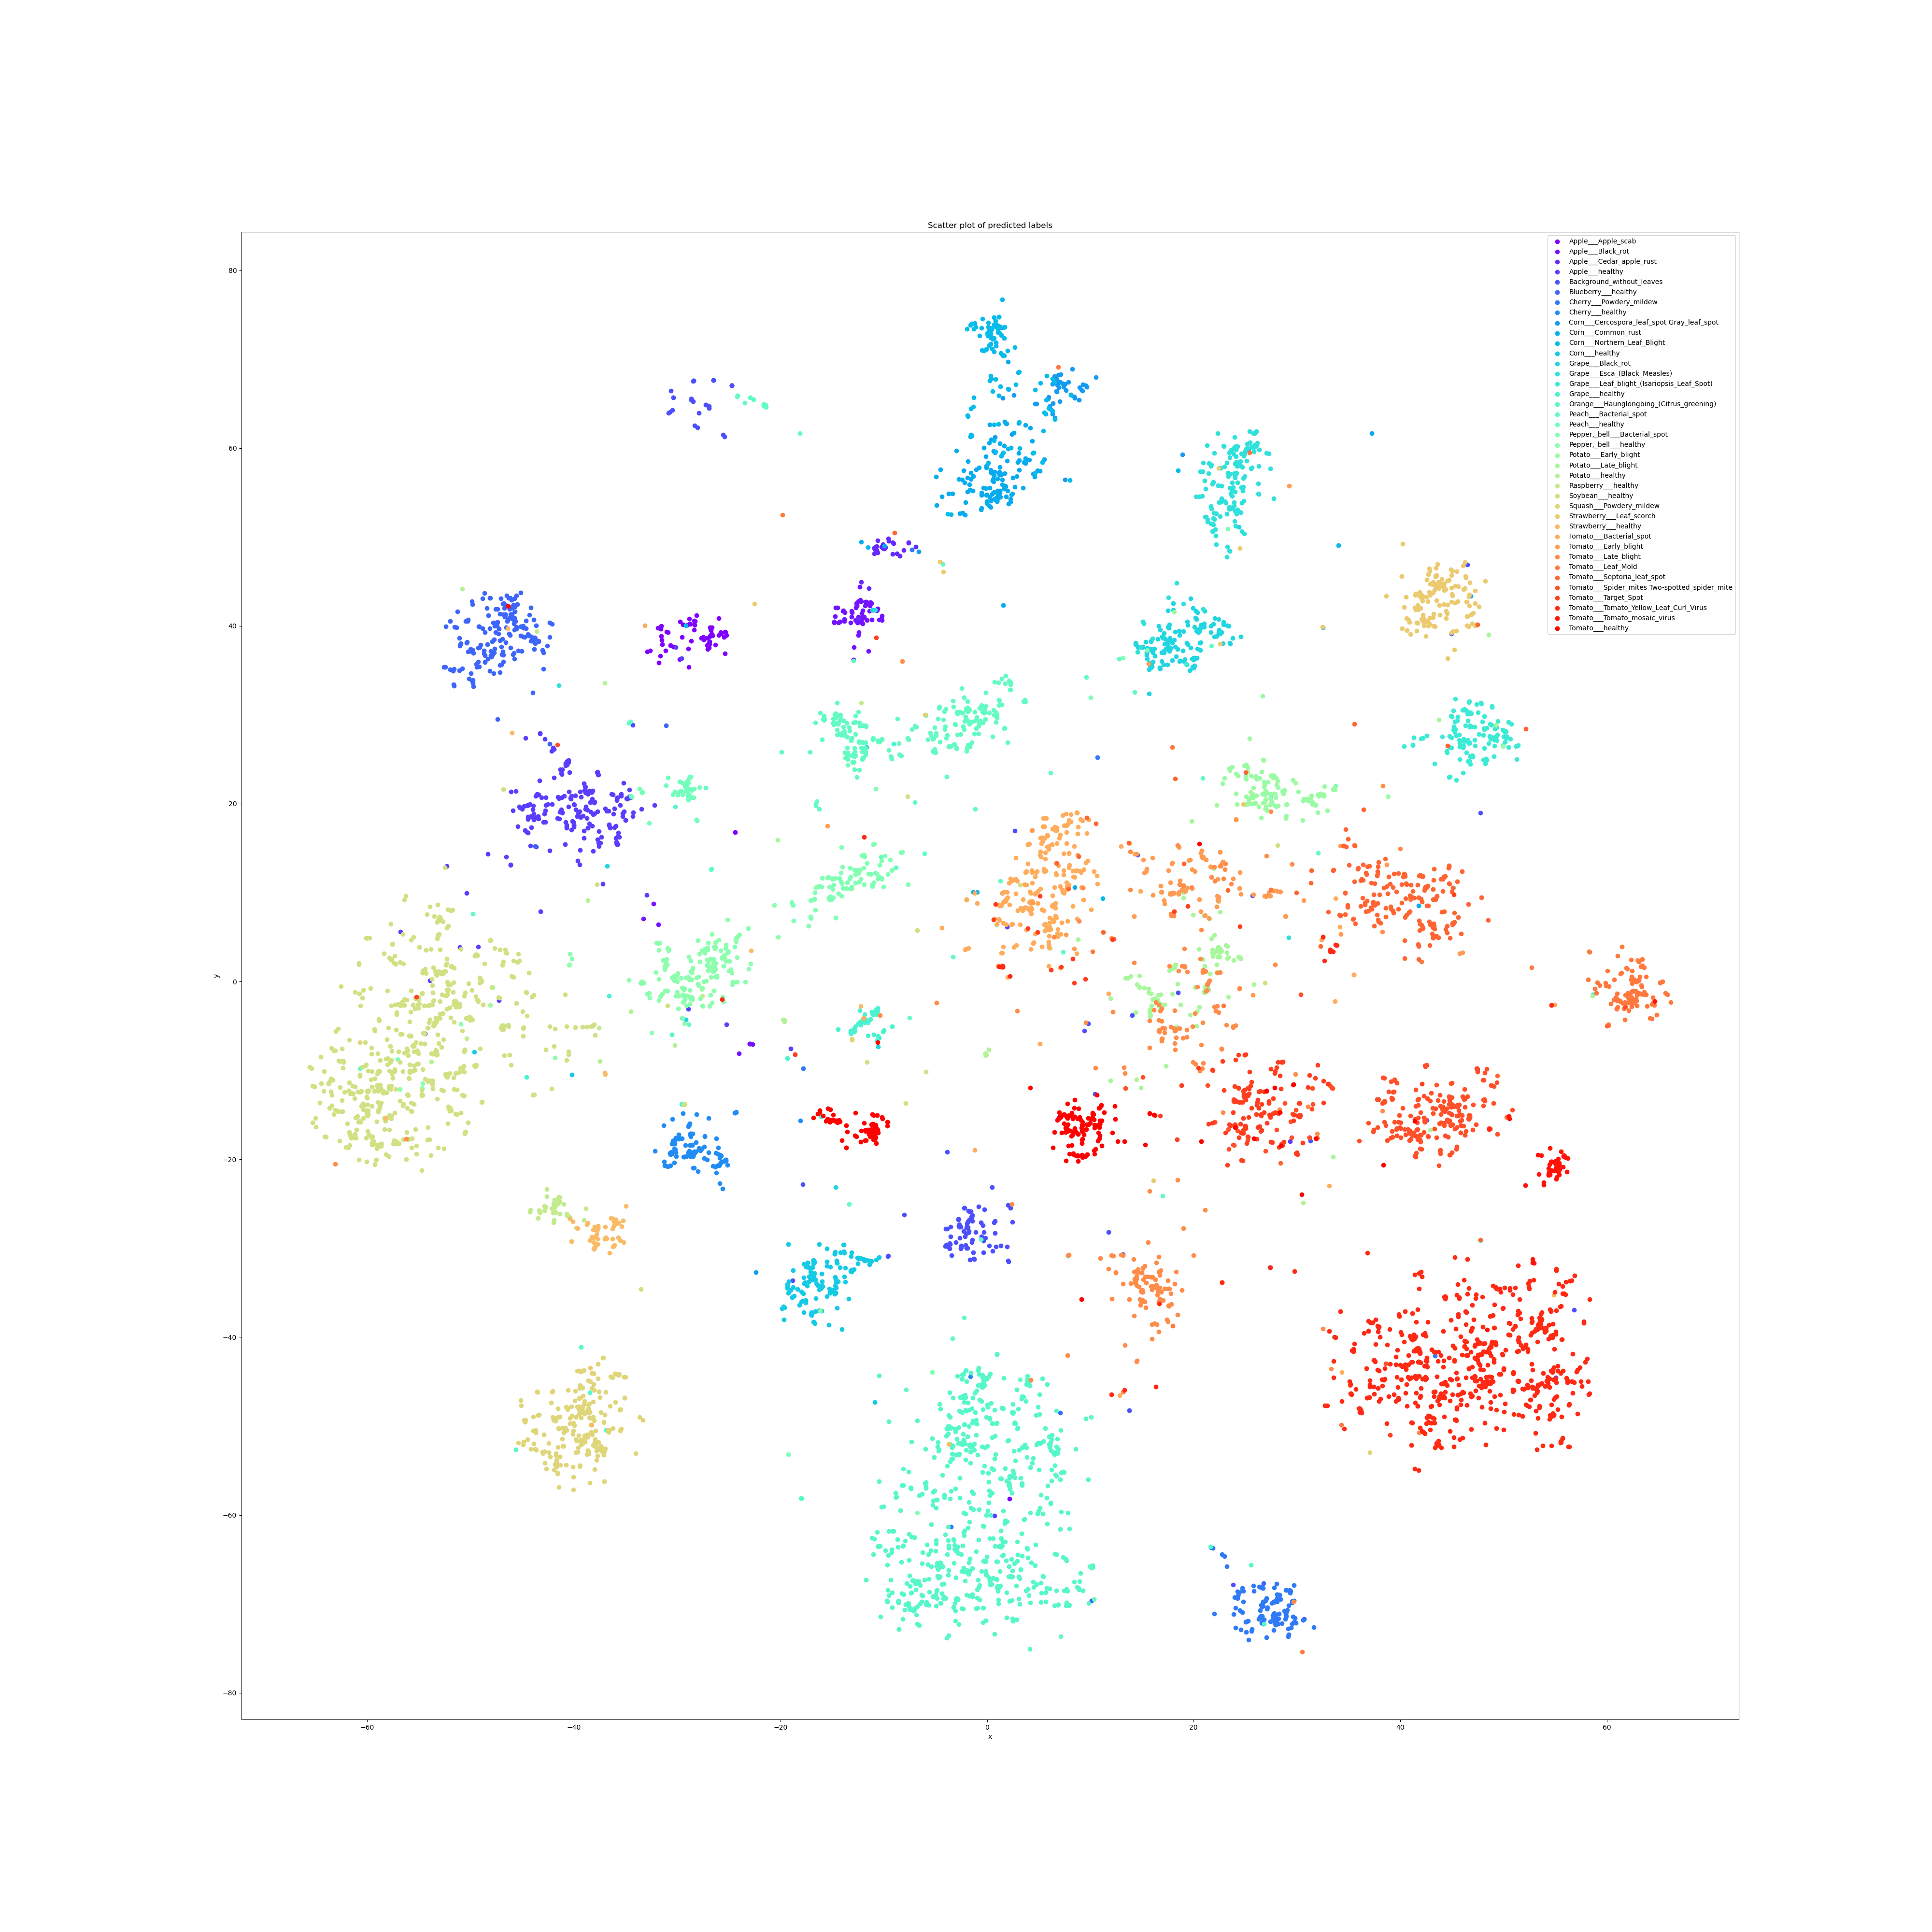 Scatter plot of predicted labels
80
60
40
20
0
−20
−40
−60
−80
y
−60
−40
−20
0
20
40
60
x
Apple___Apple_scab
Apple___Black_rot
Apple___Cedar_apple_rust
Apple___healthy
Background_without_leaves
Blueberry___healthy
Cherry___Powdery_mildew
Cherry___healthy
Corn___Cercospora_leaf_spot Gray_leaf_spot
Corn___Common_rust
Corn___Northern_Leaf_Blight
Corn___healthy
Grape___Black_rot
Grape___Esca_(Black_Measles)
Grape___Leaf_blight_(Isariopsis_Leaf_Spot)
Grape___healthy
Orange___Haunglongbing_(Citrus_greening)
Peach___Bacterial_spot
Peach___healthy
Pepper,_bell___Bacterial_spot
Pepper,_bell___healthy
Potato___Early_blight
Potato___Late_blight
Potato___healthy
Raspberry___healthy
Soybean___healthy
Squash___Powdery_mildew
Strawberry___Leaf_scorch
Strawberry___healthy
Tomato___Bacterial_spot
Tomato___Early_blight
Tomato___Late_blight
Tomato___Leaf_Mold
Tomato___Septoria_leaf_spot
Tomato___Spider_mites Two-spotted_spider_mite
Tomato___Target_Spot
Tomato___Tomato_Yellow_Leaf_Curl_Virus
Tomato___Tomato_mosaic_virus
Tomato___healthy